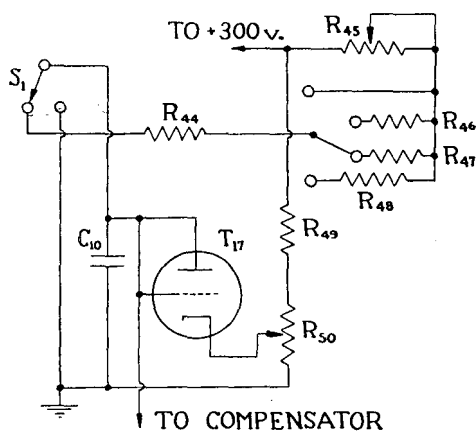 TO +300 v.
R45
S1
R44
R46
R47
R48
C10
T17
R49
R50
TO COMPENSATOR